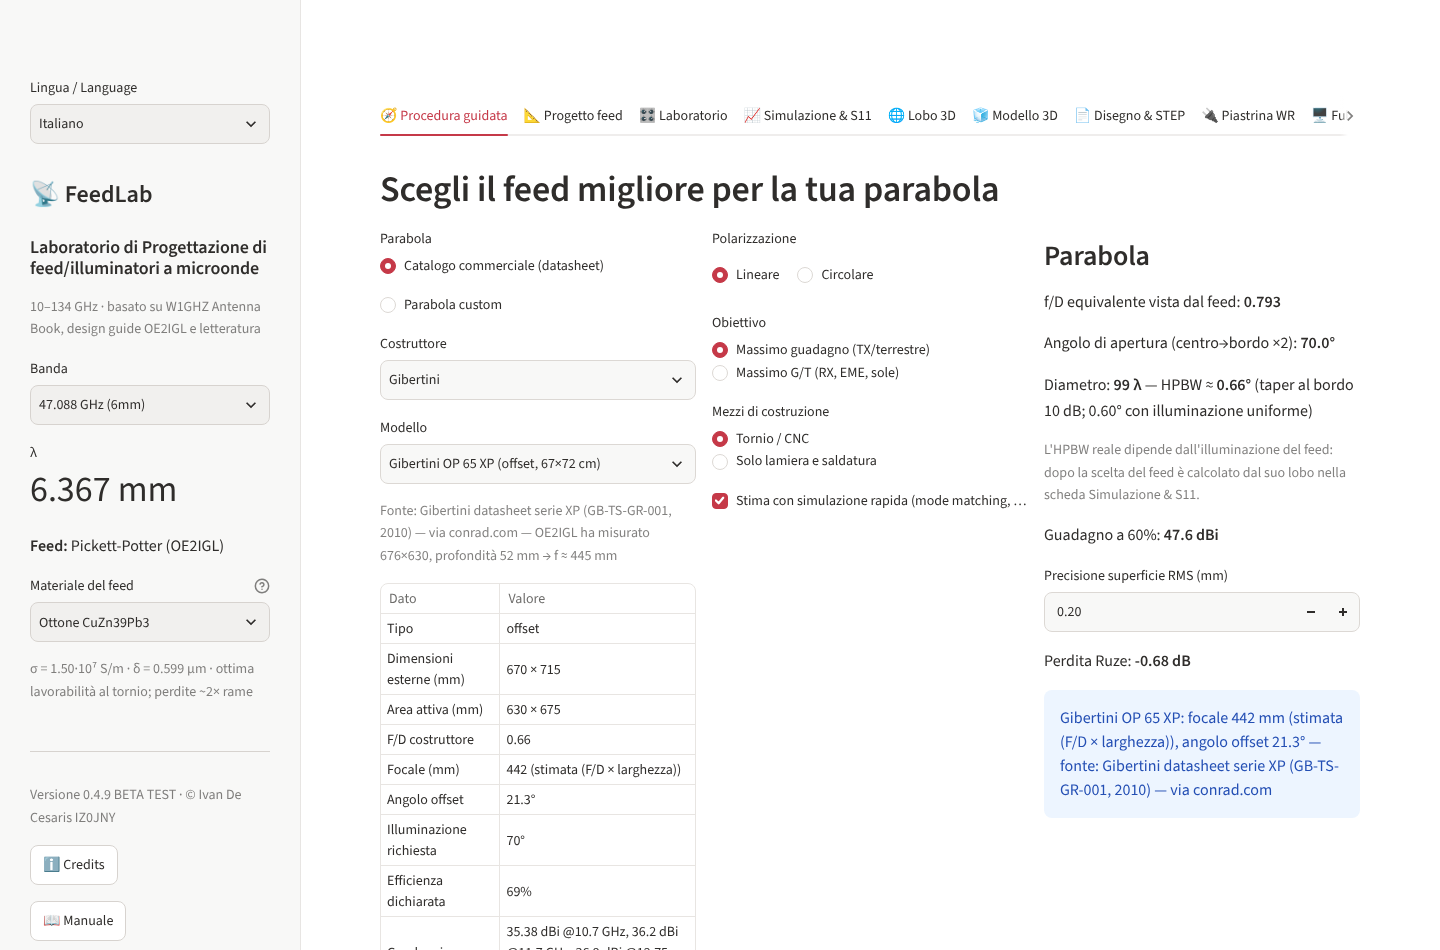 Lingua / Language
Italiano
📡 FeedLab
Laboratorio di Progettazione di
feed/illuminatori a microonde
10–134 GHz · basato su W1GHZ Antenna
Book, design guide OE2IGL e letteratura
Banda
47.088 GHz (6mm)
λ
6.367 mm
Feed: Pickett-Potter (OE2IGL)
Materiale del feed
Ottone CuZn39Pb3
σ = 1.50·10⁷ S/m · δ = 0.599 µm · ottima
lavorabilità al tornio; perdite ~2× rame
Versione 0.4.9 BETA TEST · © Ivan De
Cesaris IZ0JNY
ℹ️ Credits
📖 Manuale
🧭 Procedura guidata 📐 Progetto feed 🎛️ Laboratorio 📈 Simulazione & S11 🌐 Lobo 3D 🧊 Modello 3D 📄 Disegno & STEP 🔌 Piastrina WR 🖥️ Fu
Scegli il feed migliore per la tua parabola
Parabola
Catalogo commerciale (datasheet)
Parabola custom
Costruttore
Gibertini
Modello
Gibertini OP 65 XP (offset, 67×72 cm)
Fonte: Gibertini datasheet serie XP (GB-TS-GR-001,
2010) — via conrad.com — OE2IGL ha misurato
676×630, profondità 52 mm → f ≈ 445 mm
Dato Valore
Tipo offset
Dimensioni
esterne (mm) 670 × 715
Area attiva (mm) 630 × 675
F/D costruttore 0.66
Focale (mm) 442 (stimata (F/D × larghezza))
Angolo offset 21.3°
Illuminazione
richiesta 70°
Efficienza
dichiarata 69%
35.38 dBi @10.7 GHz, 36.2 dBi
Polarizzazione
Lineare Circolare
Obiettivo
Massimo guadagno (TX/terrestre)
Massimo G/T (RX, EME, sole)
Mezzi di costruzione
Tornio / CNC
Solo lamiera e saldatura
Stima con simulazione rapida (mode matching, …
Parabola
f/D equivalente vista dal feed: 0.793
Angolo di apertura (centro→bordo ×2): 70.0°
Diametro: 99 λ — HPBW ≈ 0.66° (taper al bordo
10 dB; 0.60° con illuminazione uniforme)
L'HPBW reale dipende dall'illuminazione del feed:
dopo la scelta del feed è calcolato dal suo lobo nella
scheda Simulazione & S11.
Guadagno a 60%: 47.6 dBi
Precisione superficie RMS (mm)
0.20
Perdita Ruze: -0.68 dB
Gibertini OP 65 XP: focale 442 mm (stimata
(F/D × larghezza)), angolo offset 21.3° —
fonte: Gibertini datasheet serie XP (GB-TS-
GR-001, 2010) — via conrad.com